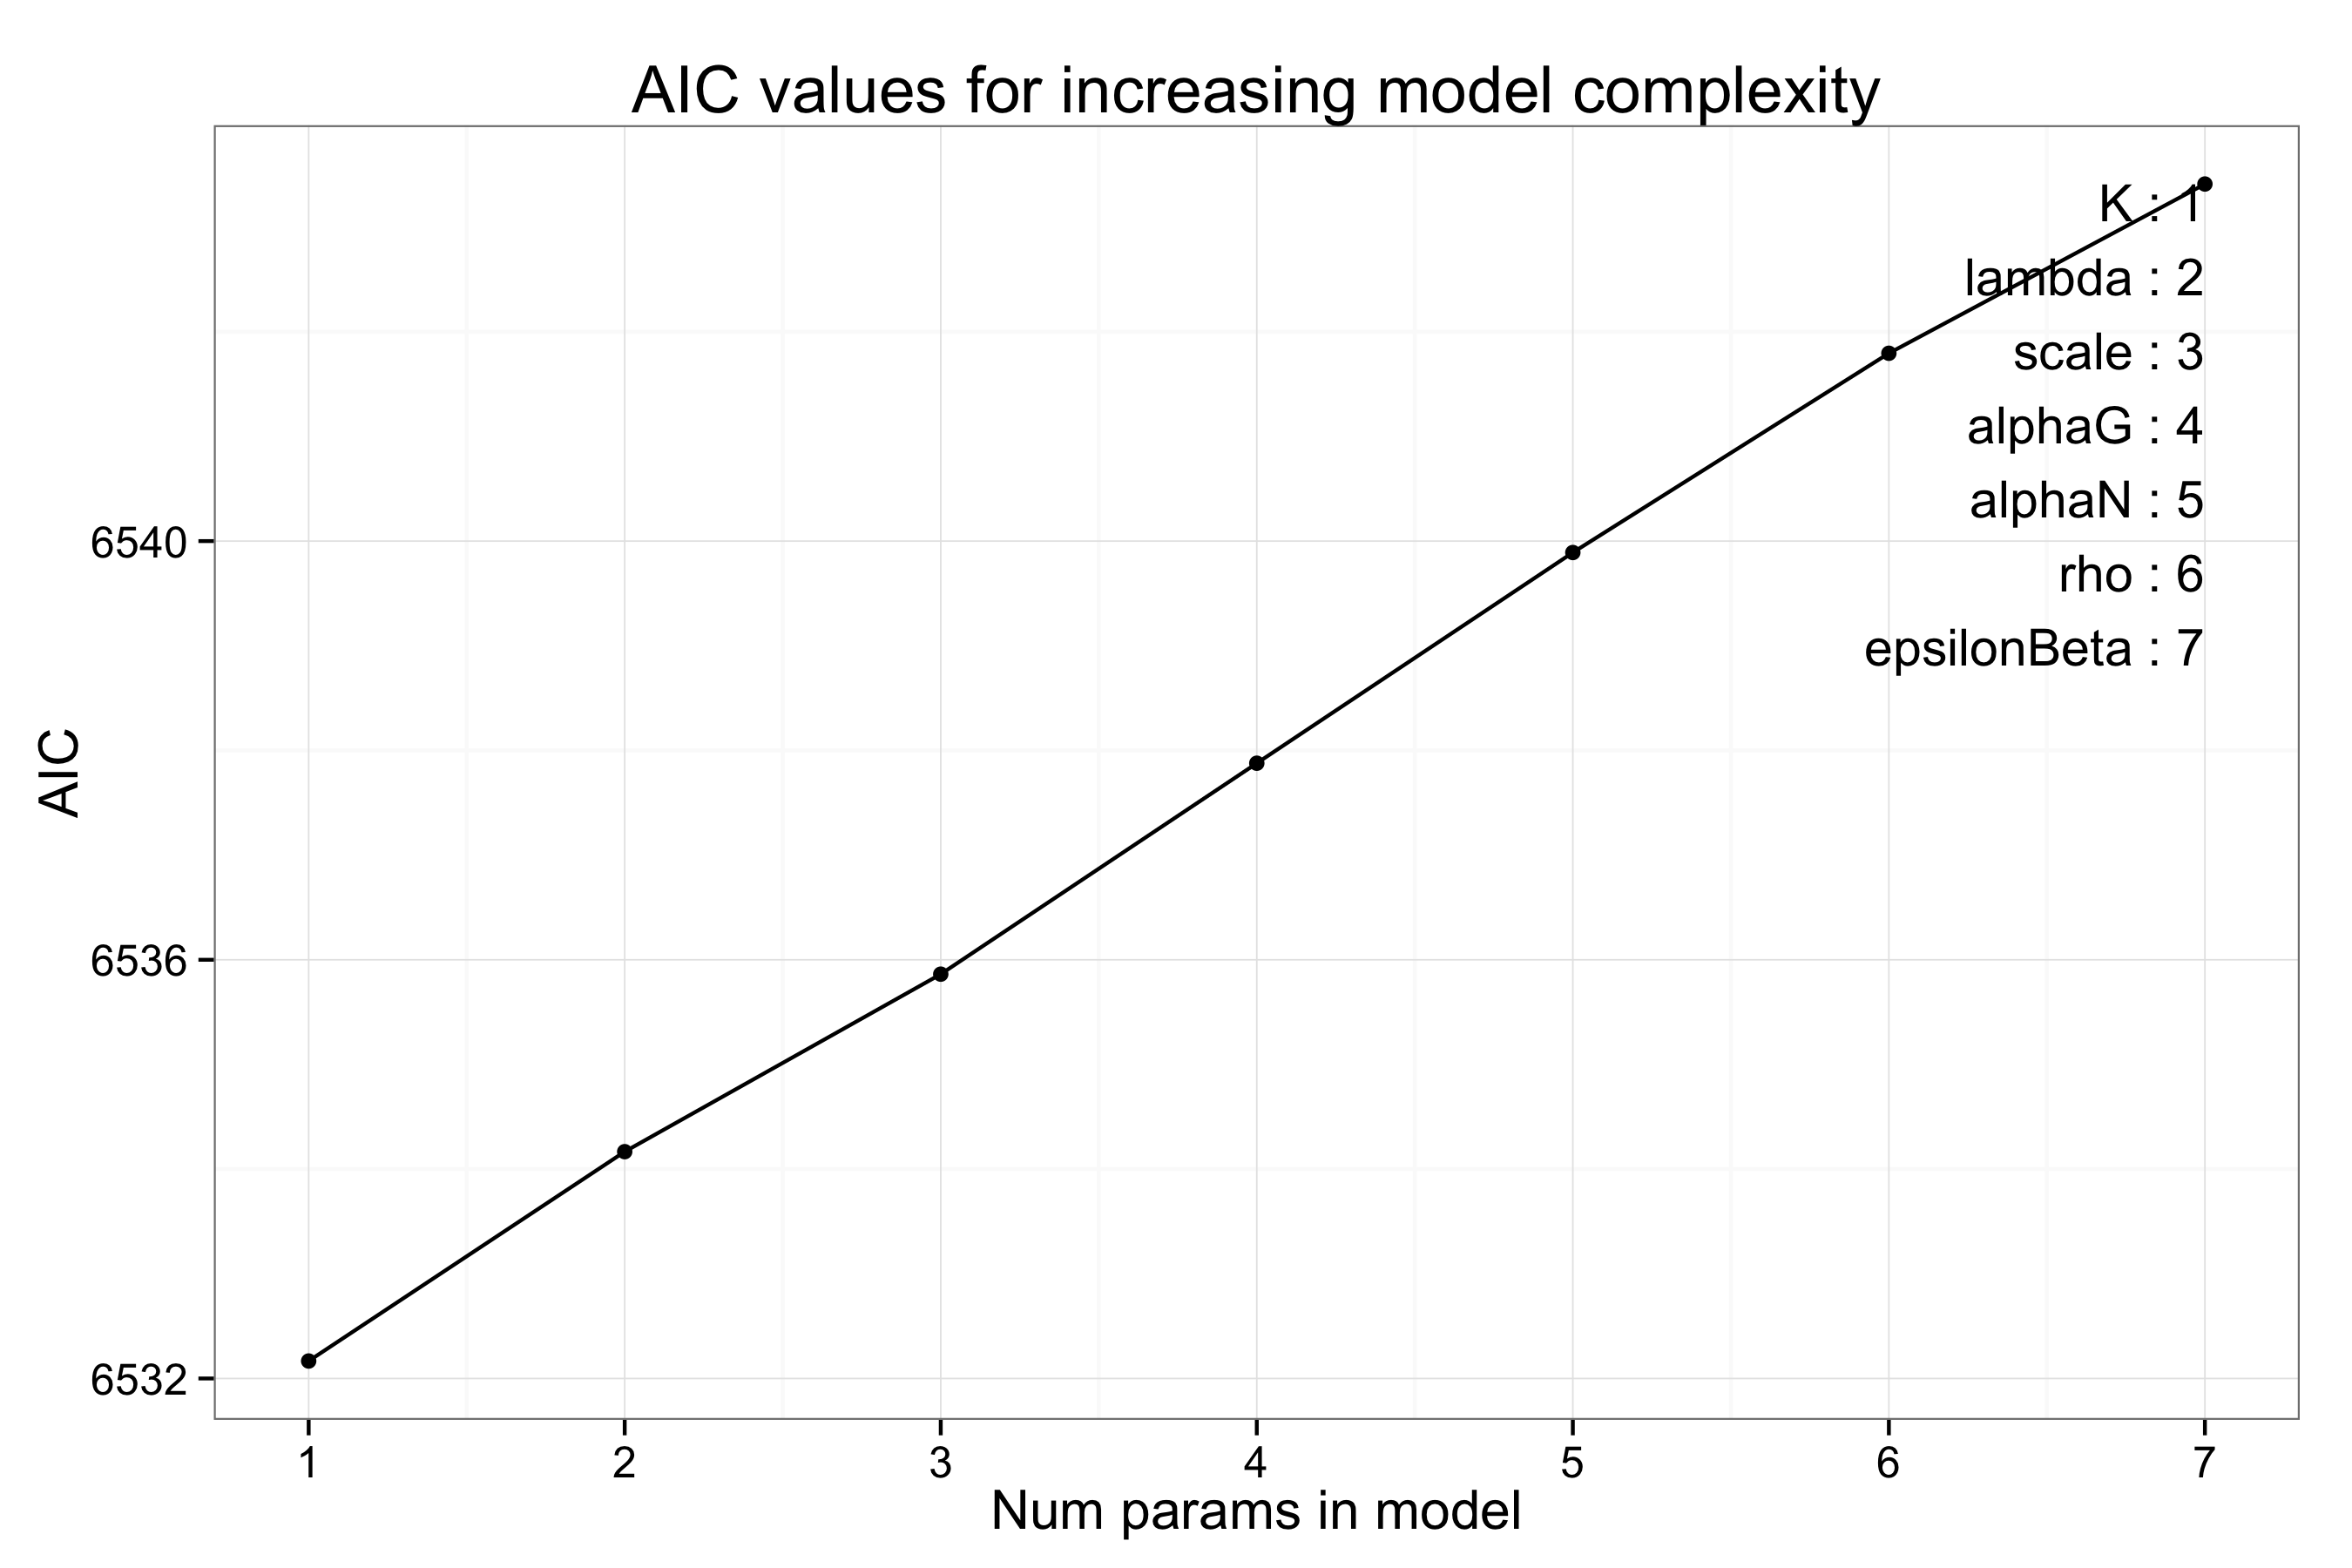 AIC values for increasing model complexity
K : 1
lambda : 2
scale : 3
alphaG : 4
alphaN : 5
rho : 6
epsilonBeta : 7
6540
6536
6532
AIC
1 2 3 4 5 6 7
Num params in model